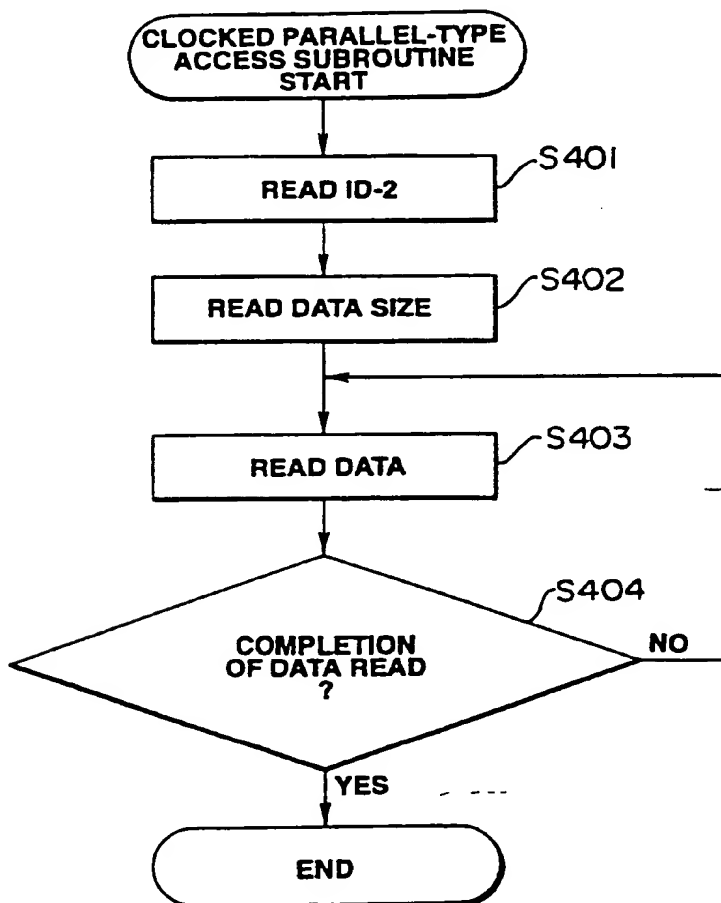 CLOCKED PARALLEL-TYPE
ACCESS SUBROUTINE
START
S401
READ ID-2
S402
READ DATA SIZE
S403
READ DATA
S404
COMPLETION
OF DATA READ
?
NO
YES
END